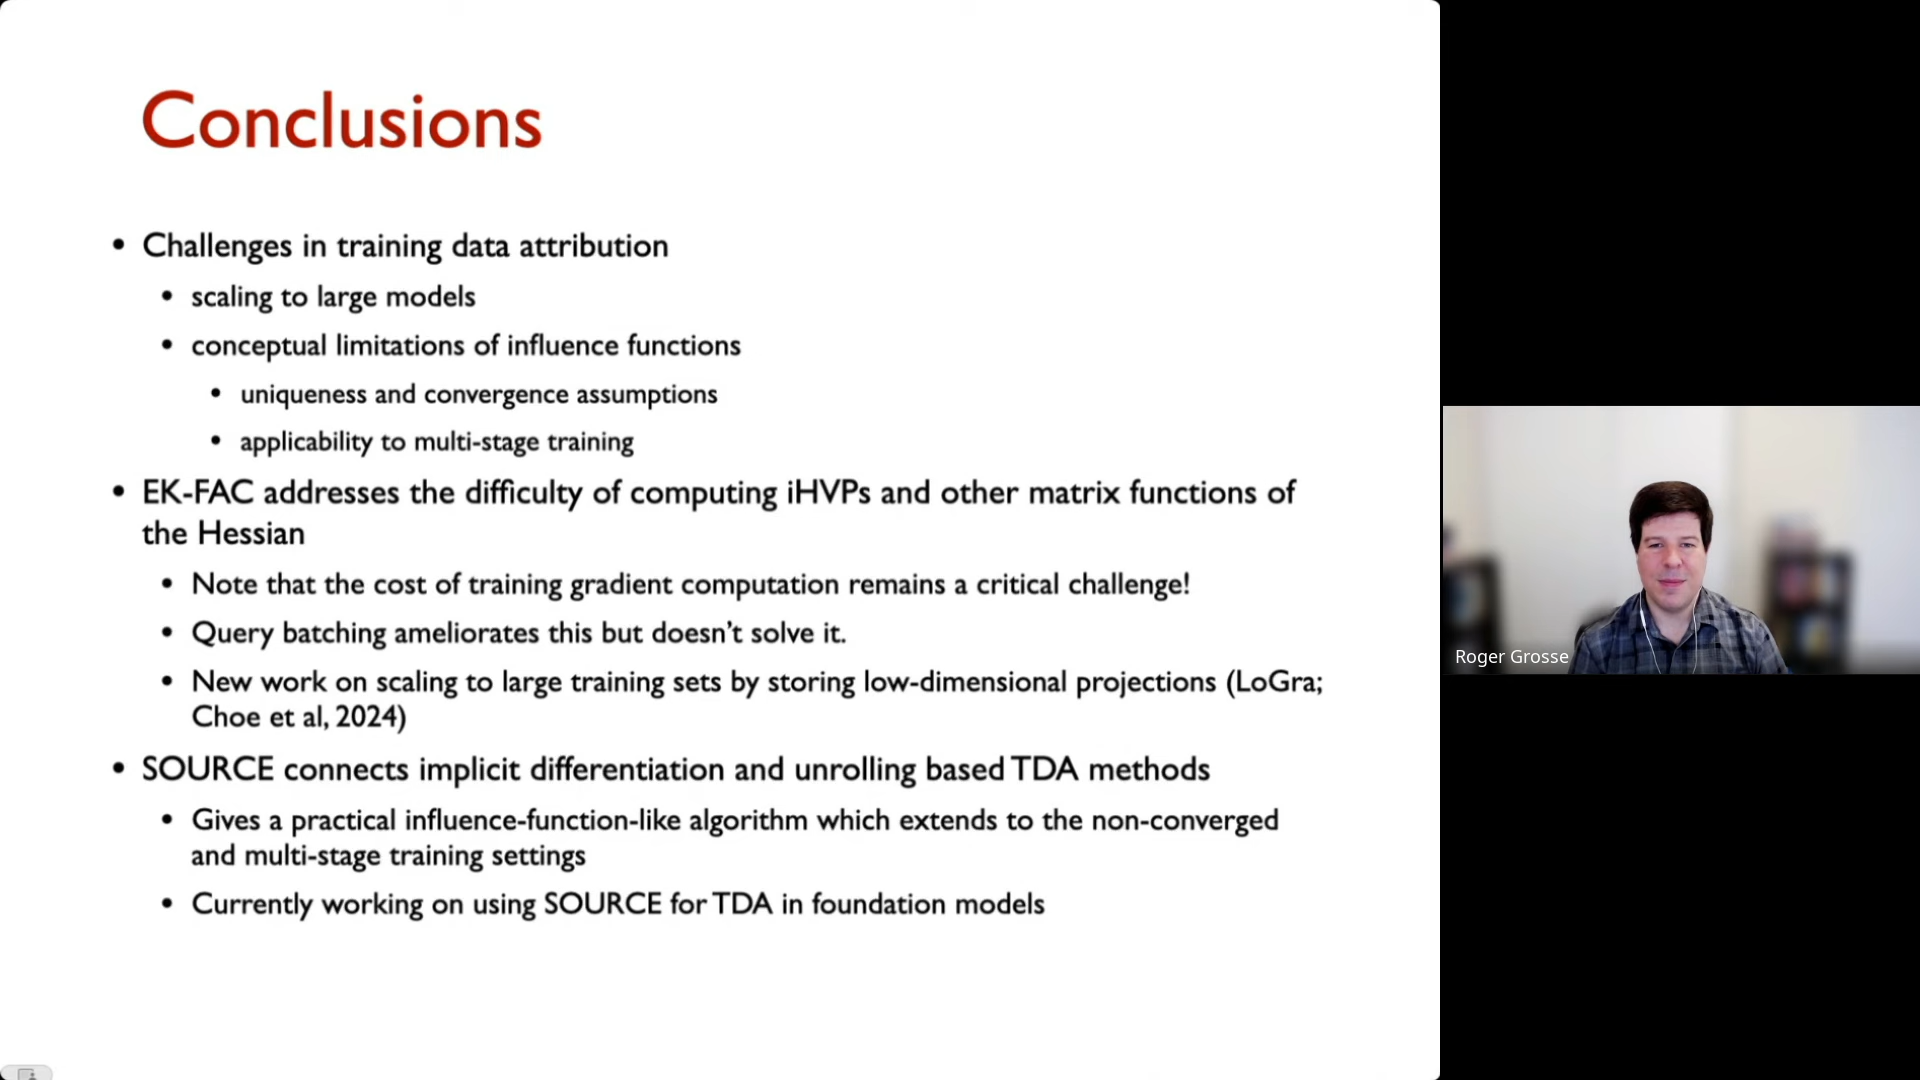 Conclusions
• Challenges in training data attribution
• scaling to large models
• conceptual limitations of influence functions
• uniqueness and convergence assumptions
• applicability to multi-stage training
• EK-FAC addresses the difficulty of computing iHVPs and other matrix functions of
the Hessian
• Note that the cost of training gradient computation remains a critical challenge!
• Query batching ameliorates this but doesn’t solve it.
• New work on scaling to large training sets by storing low-dimensional projections (LoGra;
Choe et al, 2024)
• SOURCE connects implicit differentiation and unrolling based TDA methods
• Gives a practical influence-function-like algorithm which extends to the non-converged
and multi-stage training settings
• Currently working on using SOURCE for TDA in foundation models
Roger Grosse